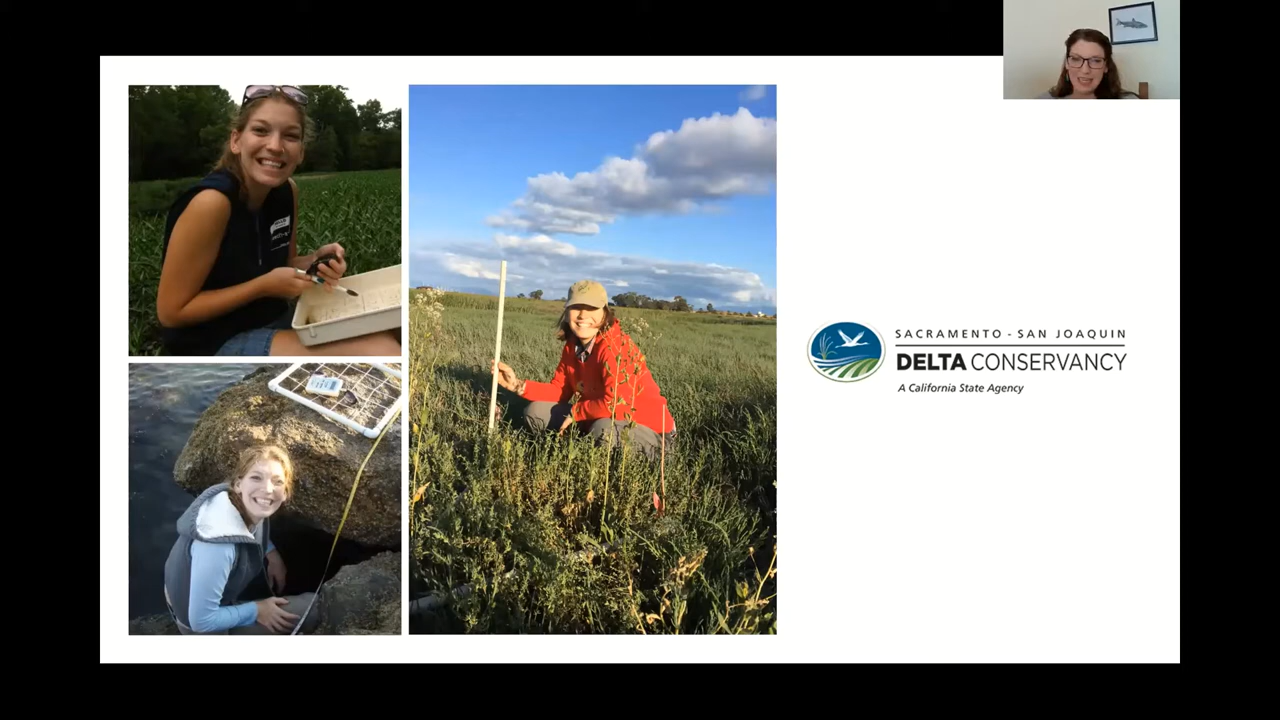 SACRAMENTO - SAN JOAQUIN
DELTA CONSERVANCY
A California State Agency